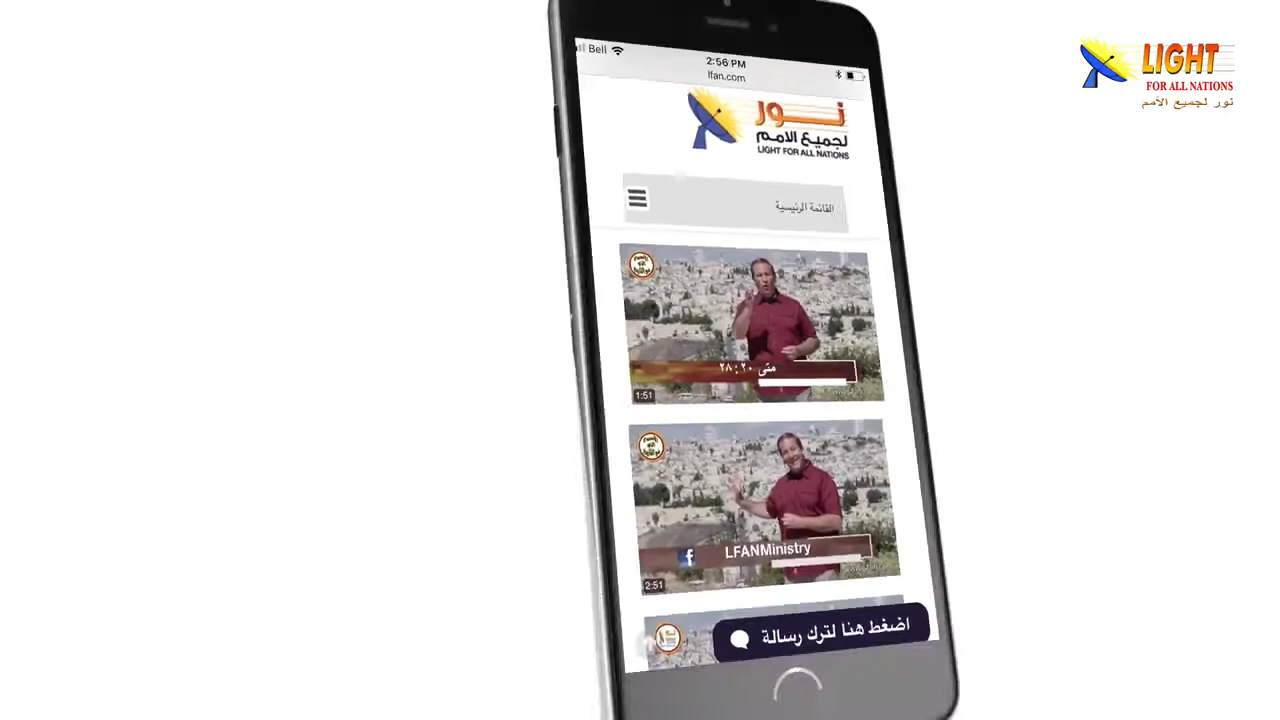 Bell
2:56 PM
lfan.com
نور
لجميع الامم
LIGHT FOR ALL NATIONS
القائمة الرئيسية
متى ٢٠ : ٢٨
1:51
LFANMinistry
2:51
اضغط هنا لترك رسالة
LIGHT
FOR ALL NATIONS
نور لجميع الأمم